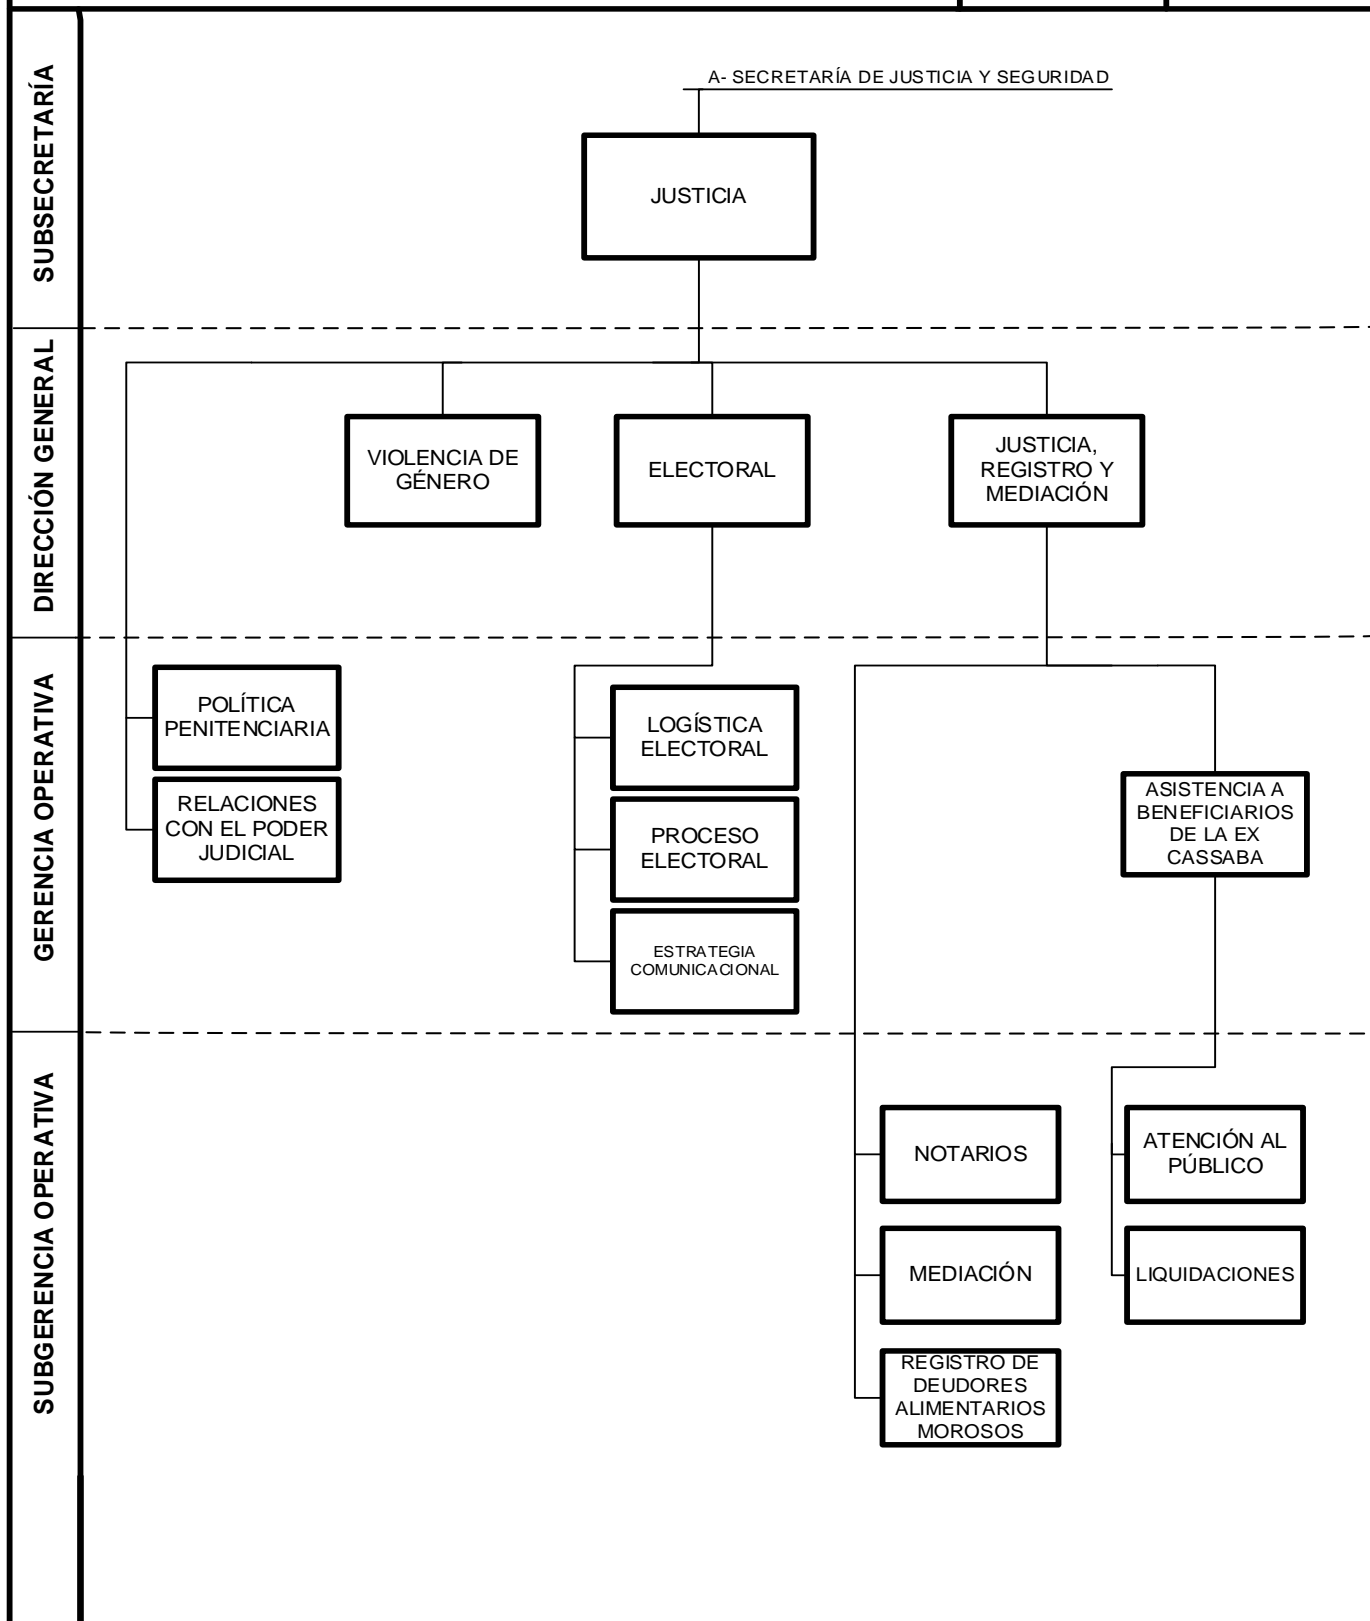 SUBSECRETARÍA
A- SECRETARÍA DE JUSTICIA Y SEGURIDAD
JUSTICIA
DIRECCIÓN GENERAL
VIOLENCIA DE
GÉNERO
ELECTORAL
JUSTICIA,
REGISTRO Y
MEDIACIÓN
GERENCIA OPERATIVA
POLÍTICA
PENITENCIARIA
RELACIONES
CON EL PODER
JUDICIAL
LOGÍSTICA
ELECTORAL
PROCESO
ELECTORAL
ESTRATEGIA
COMUNICACIONAL
ASISTENCIA A
BENEFICIARIOS
DE LA EX
CASSABA
SUBGERENCIA OPERATIVA
NOTARIOS
MEDIACIÓN
REGISTRO DE
DEUDORES
ALIMENTARIOS
MOROSOS
ATENCIÓN AL
PÚBLICO
LIQUIDACIONES